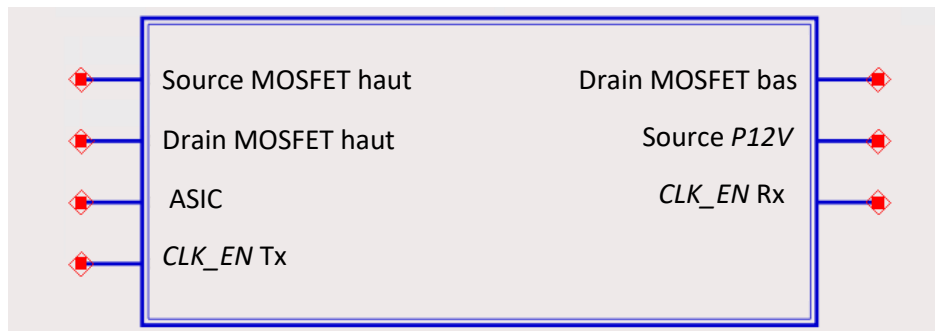 Source MOSFET haut
Drain MOSFET bas
Drain MOSFET haut
Source P12V
ASIC
CLK_EN Rx
CLK_EN Tx